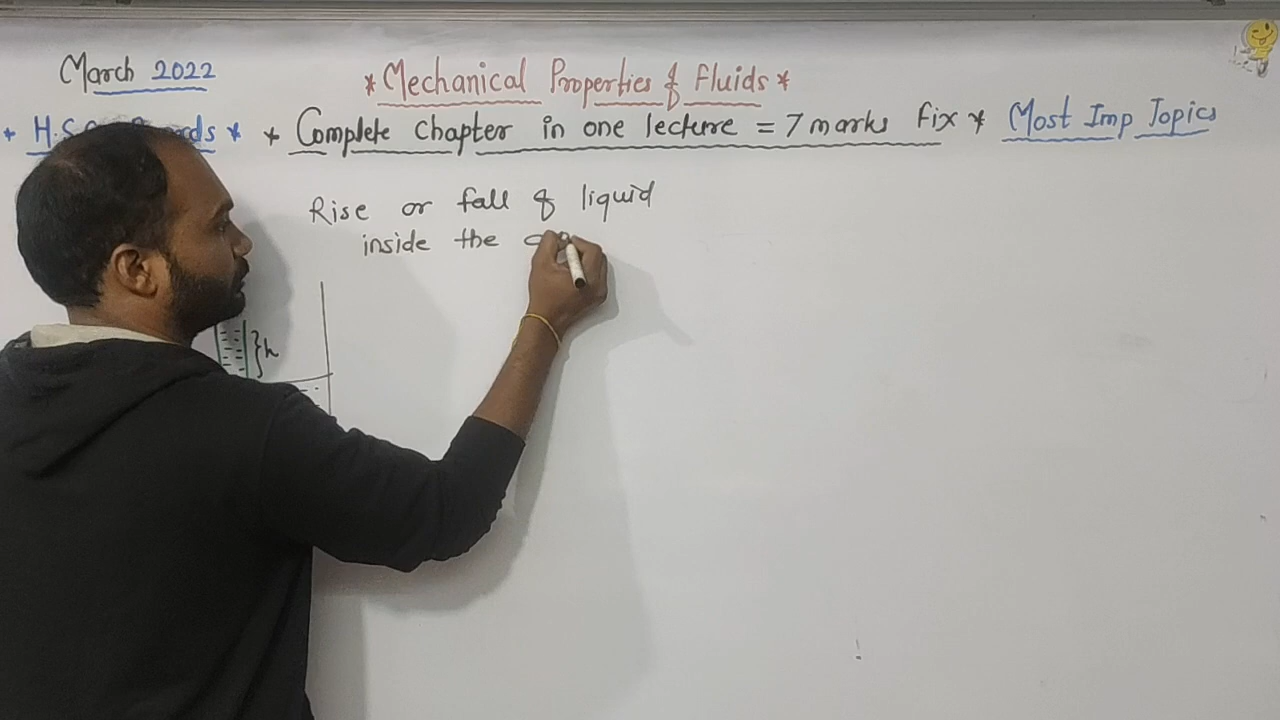 March 2022
*Mechanical Properties of Fluids*
* H.S.C *
* Complete chapter in one lecture = 7 marks fix *
Most Imp Topics
Rise or fall of liquid
inside the
h